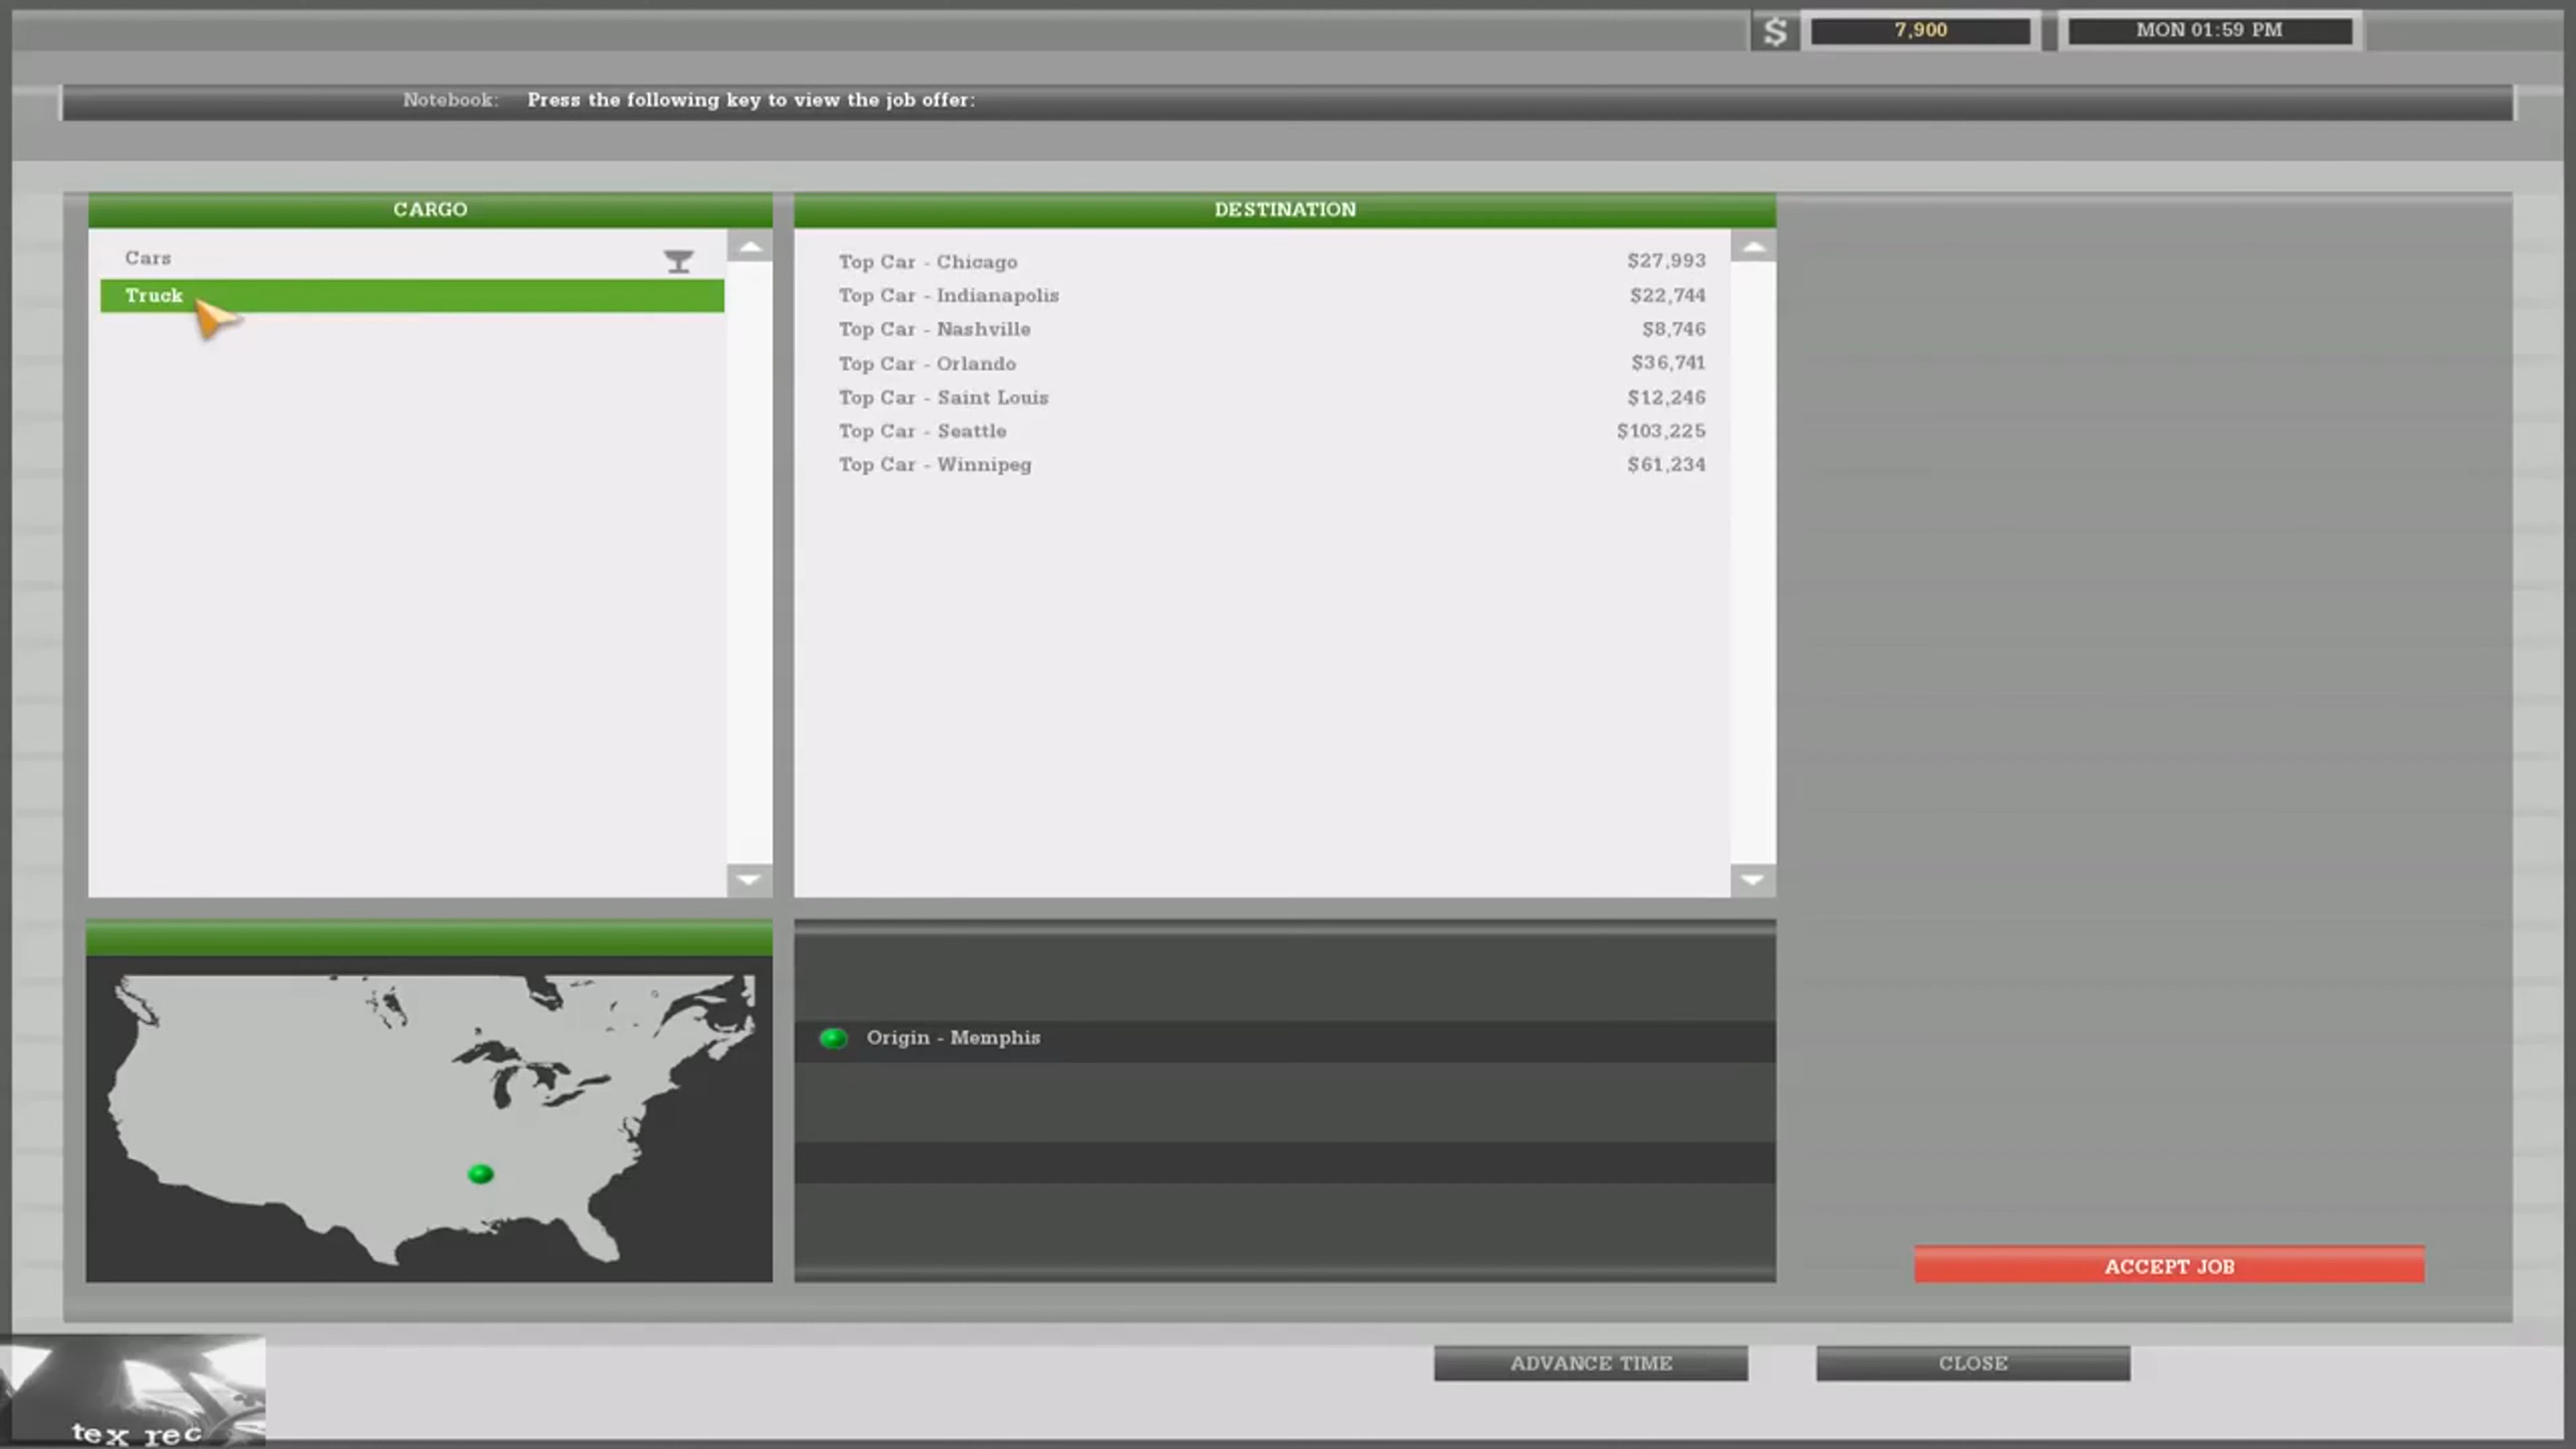 $ 7,900 MON 01:59 PM
Notebook: Press the following key to view the job offer:
CARGO
Cars
Truck
DESTINATION
Top Car - Chicago $27,993
Top Car - Indianapolis $22,744
Top Car - Nashville $8,746
Top Car - Orlando $36,741
Top Car - Saint Louis $12,246
Top Car - Seattle $103,225
Top Car - Winnipeg $61,234
Origin - Memphis
ACCEPT JOB
ADVANCE TIME CLOSE
tex rec